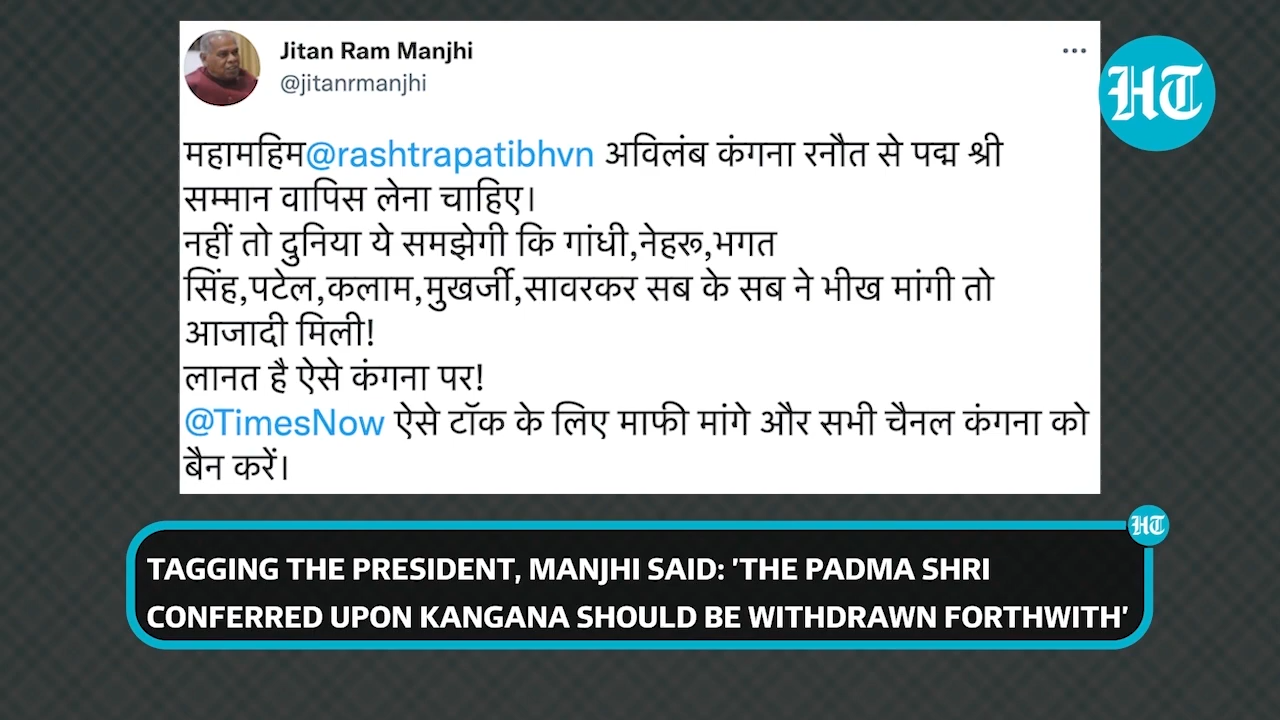 Jitan Ram Manjhi
@jitanrmanjhi
HT
महामहिम@rashtrapatibhvn अविलंब कंगना रनौत से पद्म श्री
सम्मान वापिस लेना चाहिए।
नहीं तो दुनिया ये समझेगी कि गांधी,नेहरू,भगत
सिंह,पटेल,कलाम,मुखर्जी,सावरकर सब के सब ने भीख मांगी तो
आजादी मिली!
लानत है ऐसे कंगना पर!
@TimesNow ऐसे टॉक के लिए माफी मांगे और सभी चैनल कंगना को
बैन करें।
HT
TAGGING THE PRESIDENT, MANJHI SAID: 'THE PADMA SHRI
CONFERRED UPON KANGANA SHOULD BE WITHDRAWN FORTHWITH'